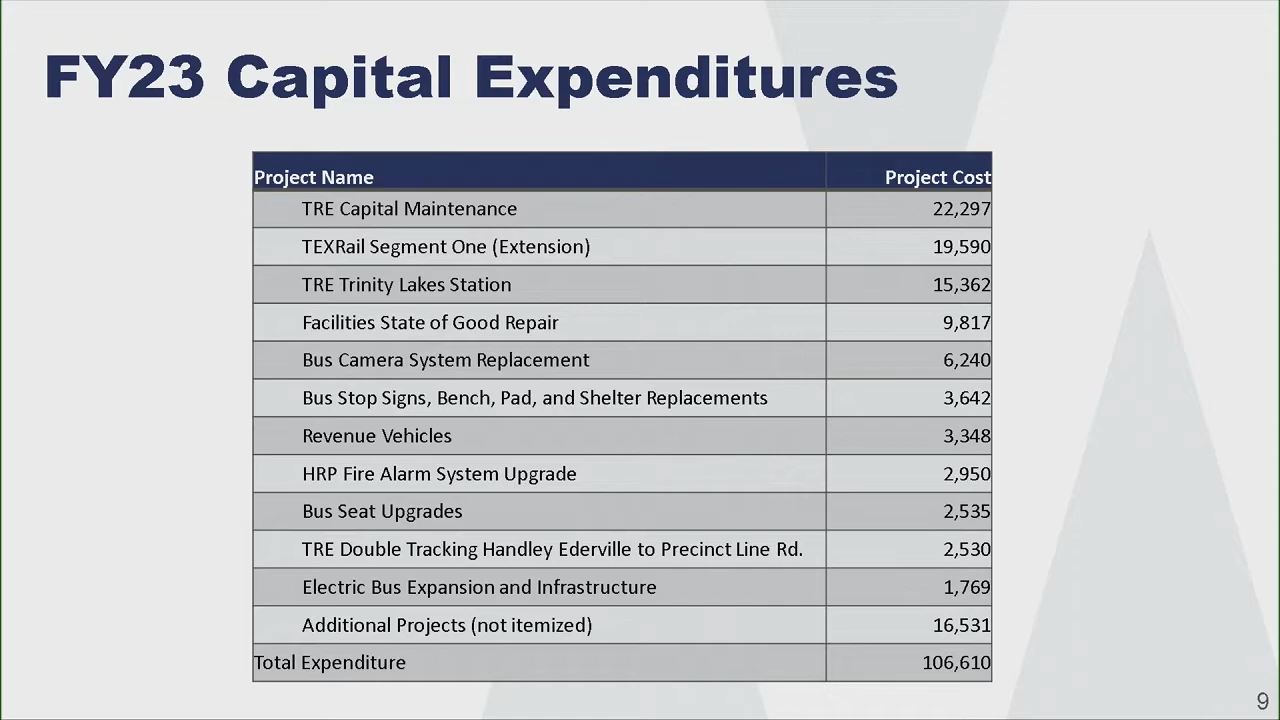 FY23 Capital Expenditures
Project Name Project Cost
TRE Capital Maintenance 22,297
TEXRail Segment One (Extension) 19,590
TRE Trinity Lakes Station 15,362
Facilities State of Good Repair 9,817
Bus Camera System Replacement 6,240
Bus Stop Signs, Bench, Pad, and Shelter Replacements 3,642
Revenue Vehicles 3,348
HRP Fire Alarm System Upgrade 2,950
Bus Seat Upgrades 2,535
TRE Double Tracking Handley Ederville to Precinct Line Rd. 2,530
Electric Bus Expansion and Infrastructure 1,769
Additional Projects (not itemized) 16,531
Total Expenditure 106,610
9